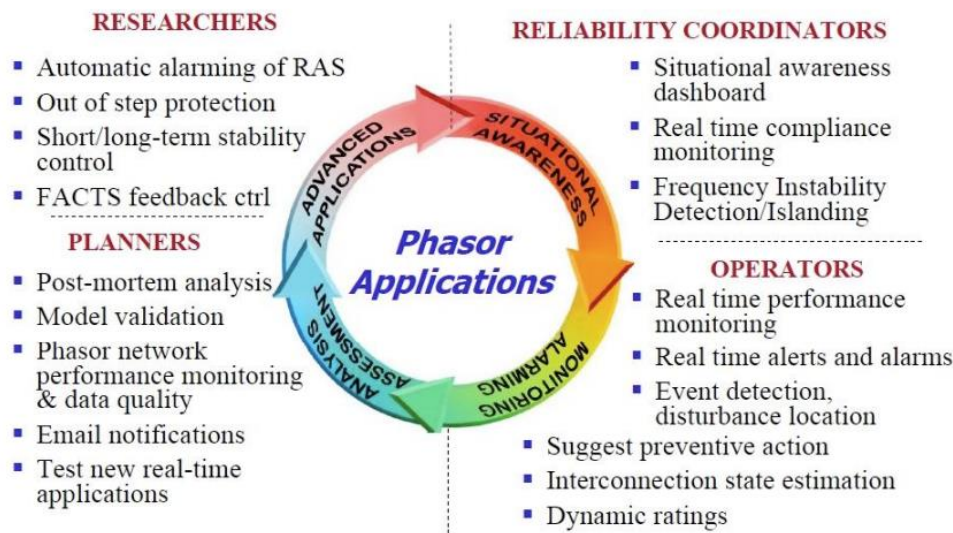 RESEARCHERS
▪ Automatic alarming of RAS
▪ Out of step protection
▪ Short/long-term stability
control
▪ FACTS feedback ctrl
PLANNERS
▪ Post-mortem analysis
▪ Model validation
▪ Phasor network
performance monitoring
& data quality
▪ Email notifications
▪ Test new real-time
applications
ADVANCED
APPLICATIONS
SITUATIONAL
AWARENESS
Phasor
Applications
ANALYSIS
ASSESSMENT
MONITORING
ALARMING
RELIABILITY COORDINATORS
▪ Situational awareness
dashboard
▪ Real time compliance
monitoring
▪ Frequency Instability
Detection/Islanding
OPERATORS
▪ Real time performance
monitoring
▪ Real time alerts and alarms
▪ Event detection,
disturbance location
▪ Suggest preventive action
▪ Interconnection state estimation
▪ Dynamic ratings